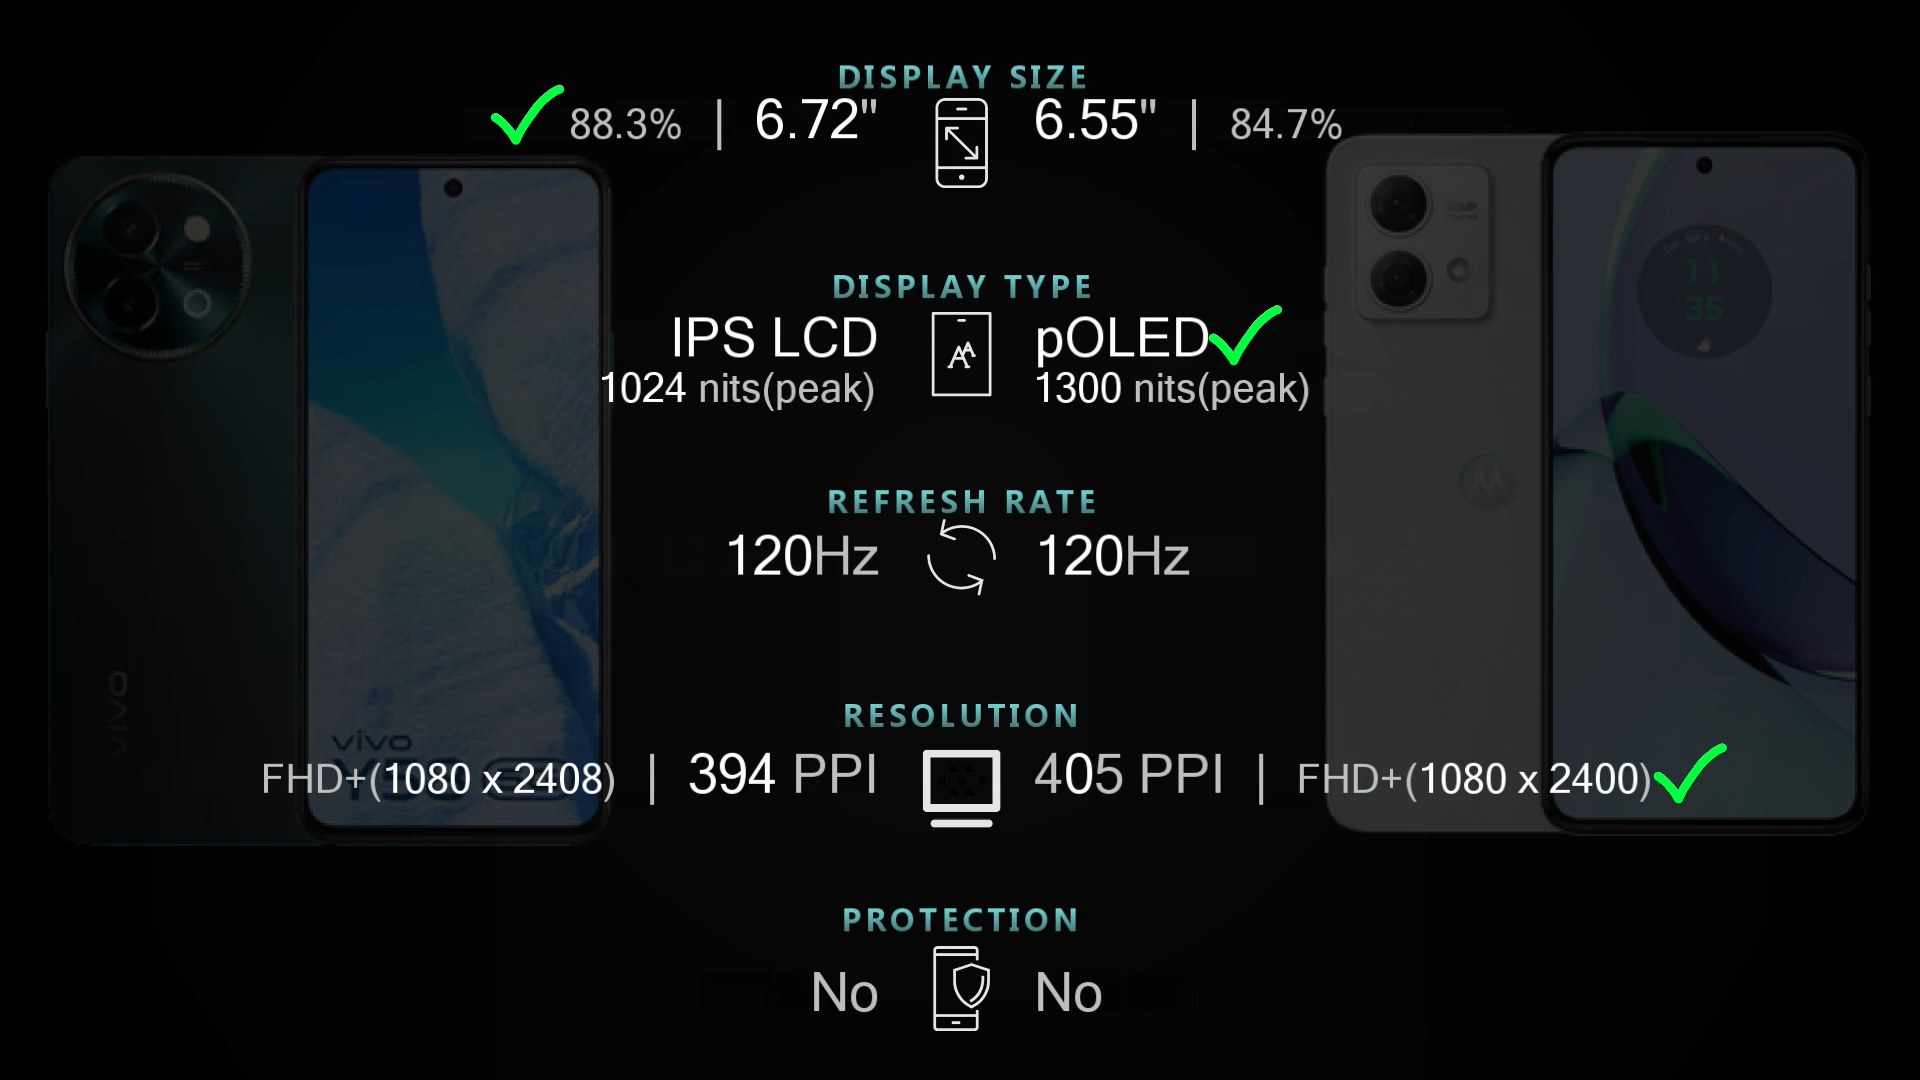 DISPLAY SIZE
88.3% | 6.72" 6.55" | 84.7%
DISPLAY TYPE
IPS LCD pOLED
1024 nits(peak) 1300 nits(peak)
11
35
REFRESH RATE
120Hz 120Hz
RESOLUTION
vivo
vivo
FHD+(1080 x 2408) | 394 PPI 405 PPI | FHD+(1080 x 2400)
PROTECTION
No No